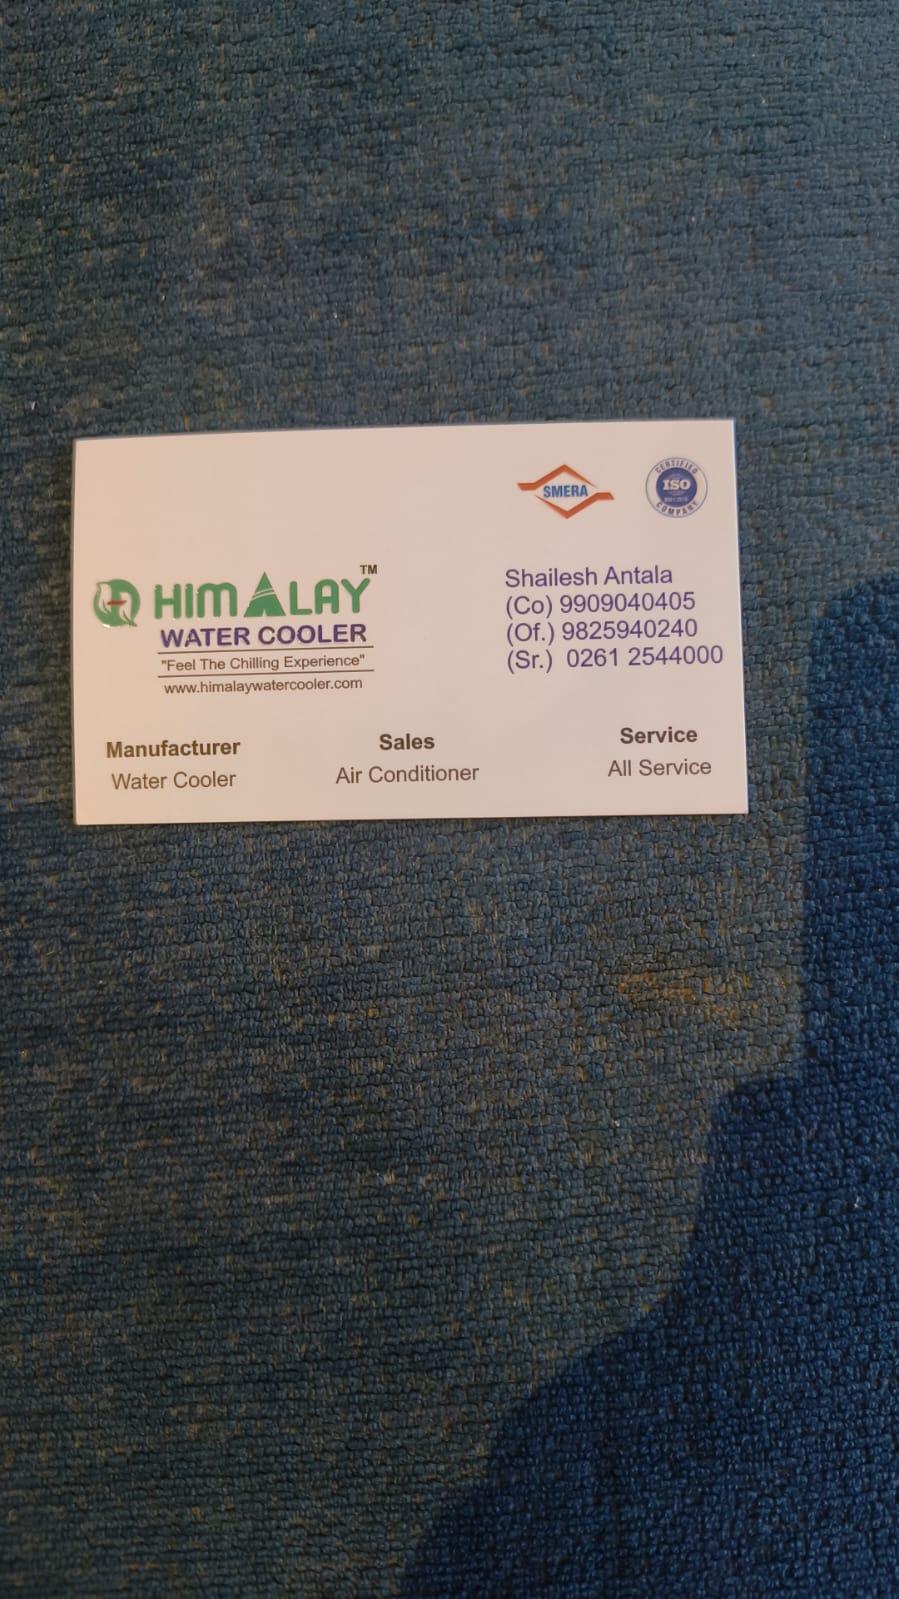 SMERA
CERTIFIED
ISO
COMPANY
HIMALAY™
WATER COOLER
"Feel The Chilling Experience"
www.himalaywatercooler.com
Shailesh Antala
(Co) 9909040405
(Of.) 9825940240
(Sr.) 0261 2544000
Manufacturer
Water Cooler
Sales
Air Conditioner
Service
All Service